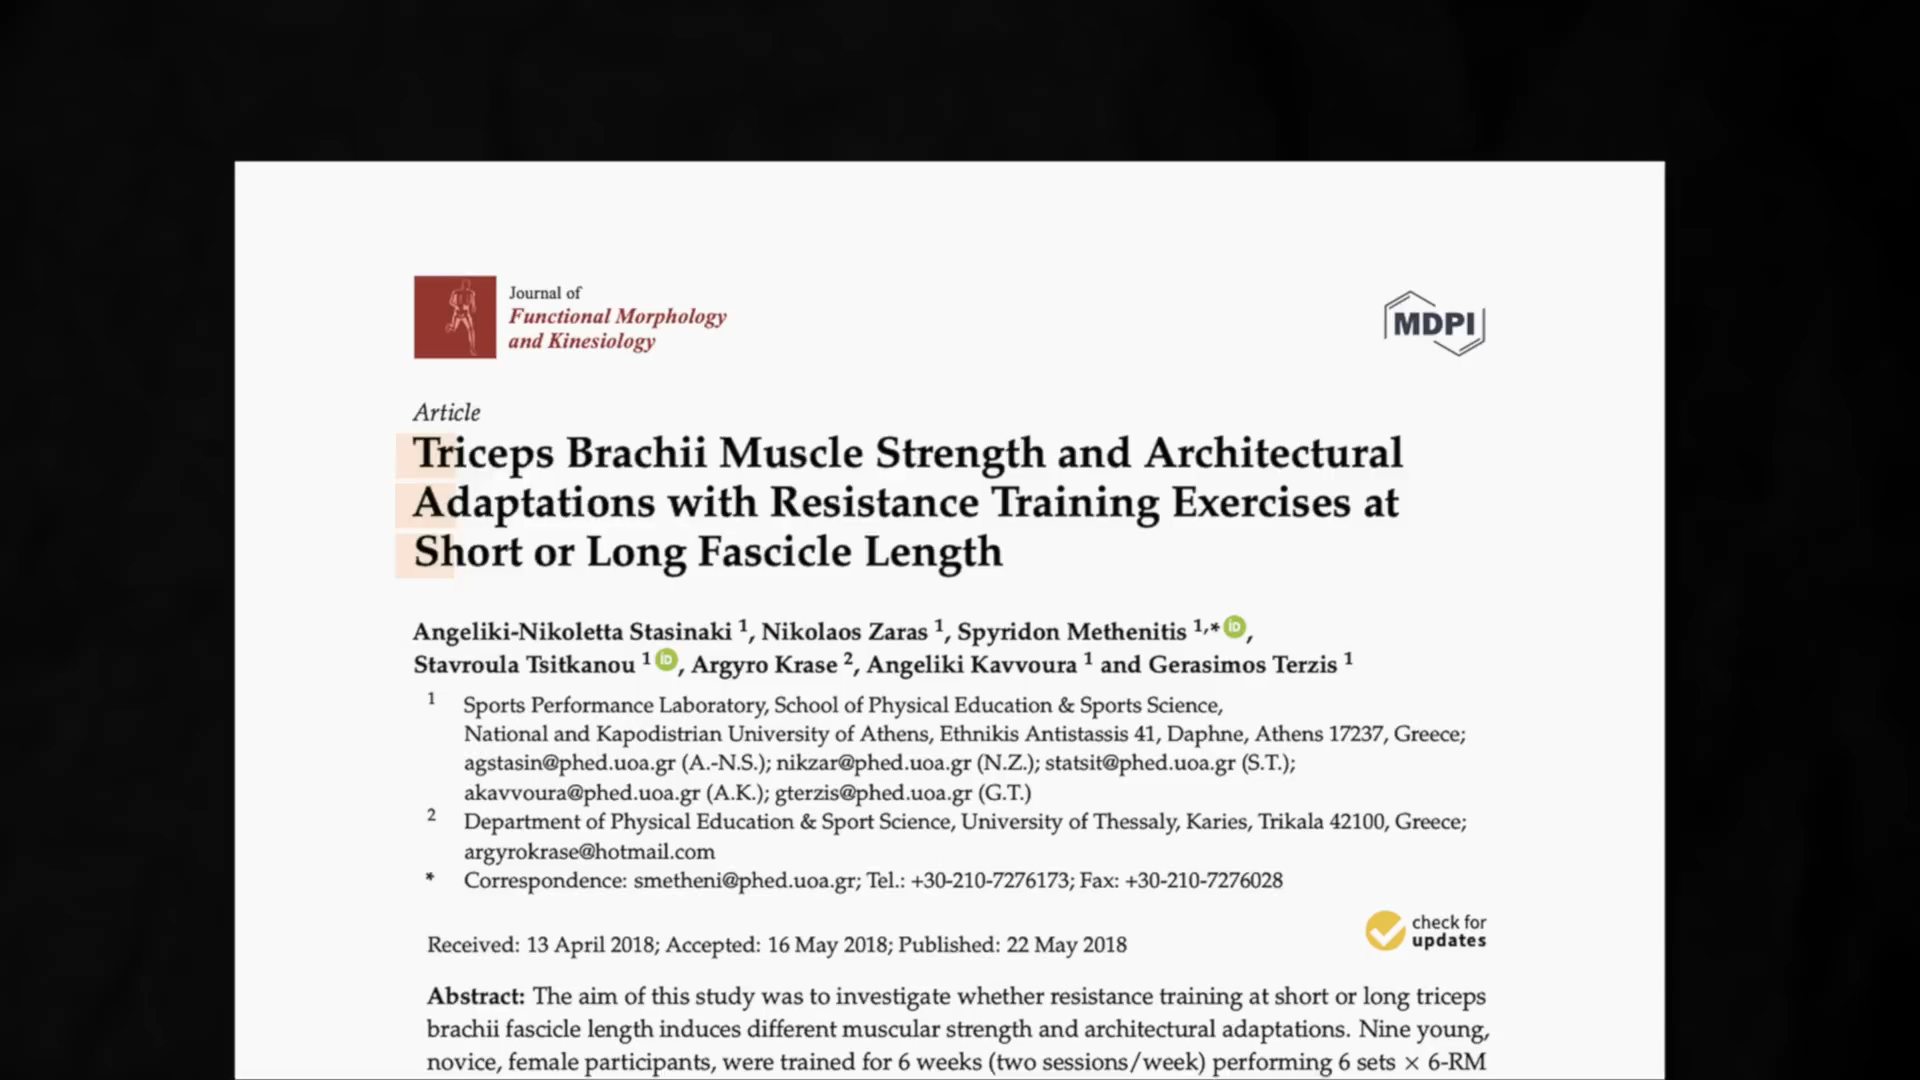 Journal of
Functional Morphology
and Kinesiology
MDPI
Article
Triceps Brachii Muscle Strength and Architectural
Adaptations with Resistance Training Exercises at
Short or Long Fascicle Length
Angeliki-Nikoletta Stasinaki 1, Nikolaos Zaras 1, Spyridon Methenitis 1,* iD,
Stavroula Tsitkanou 1 iD, Argyro Krase 2, Angeliki Kavvoura 1 and Gerasimos Terzis 1
1 Sports Performance Laboratory, School of Physical Education & Sports Science,
National and Kapodistrian University of Athens, Ethnikis Antistassis 41, Daphne, Athens 17237, Greece;
agstasin@phed.uoa.gr (A.-N.S.); nikzar@phed.uoa.gr (N.Z.); statsit@phed.uoa.gr (S.T.);
akavvoura@phed.uoa.gr (A.K.); gterzis@phed.uoa.gr (G.T.)
2 Department of Physical Education & Sport Science, University of Thessaly, Karies, Trikala 42100, Greece;
argyrokrase@hotmail.com
* Correspondence: smetheni@phed.uoa.gr; Tel.: +30-210-7276173; Fax: +30-210-7276028
check for
updates
Received: 13 April 2018; Accepted: 16 May 2018; Published: 22 May 2018
Abstract: The aim of this study was to investigate whether resistance training at short or long triceps
brachii fascicle length induces different muscular strength and architectural adaptations. Nine young,
novice, female participants, were trained for 6 weeks (two sessions/week) performing 6 sets × 6-RM